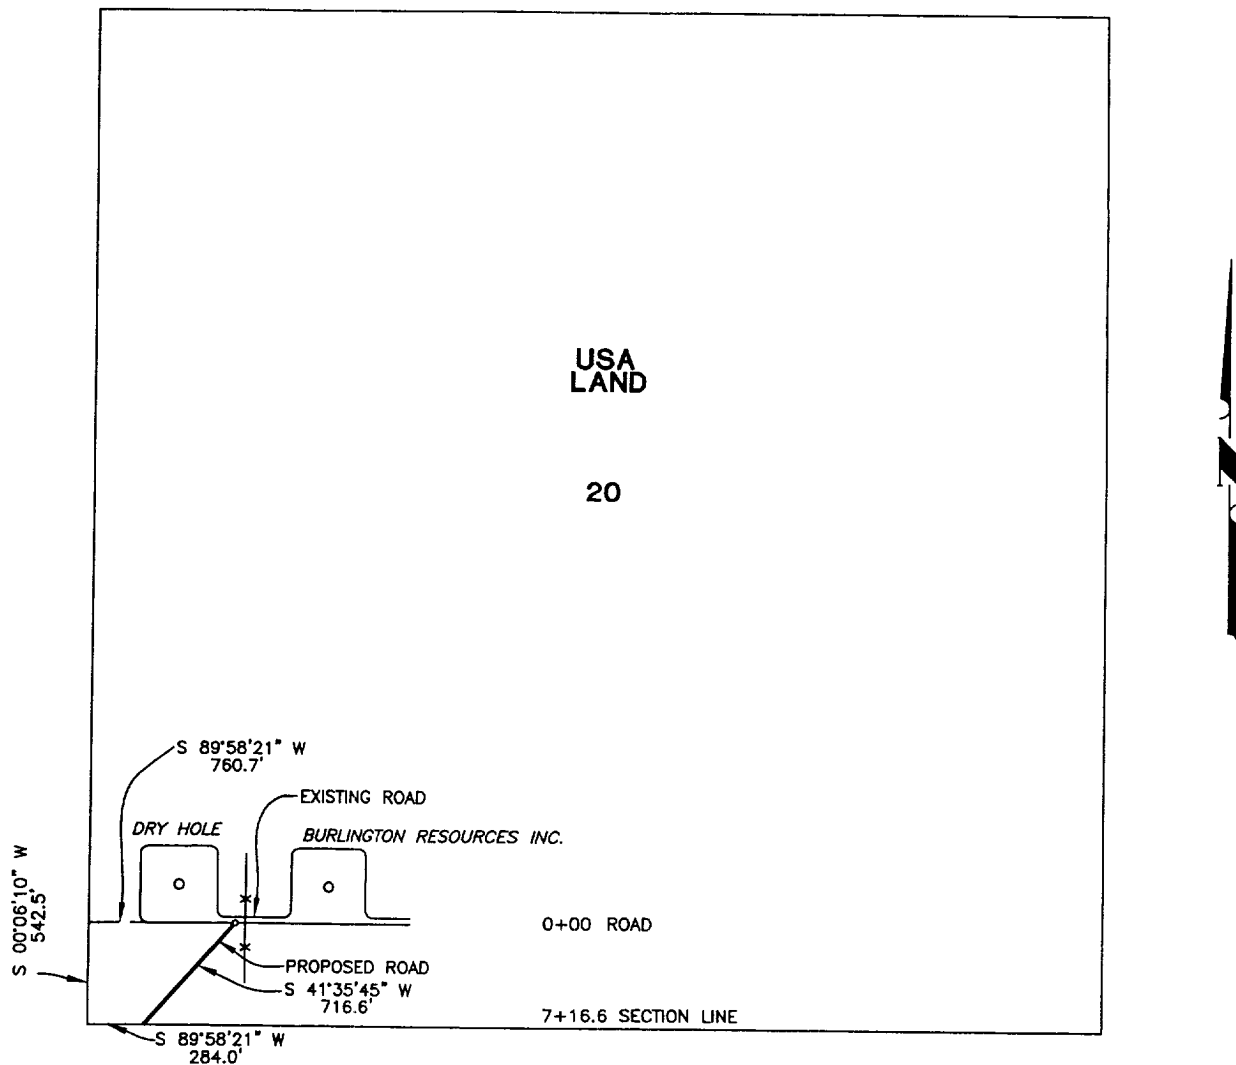 USA
LAND
20
S 89°58'21" W
760.7'
EXISTING ROAD
DRY HOLE
BURLINGTON RESOURCES INC.
S 00°06'10" W
542.5'
0+00 ROAD
PROPOSED ROAD
S 41°35'45" W
716.6'
7+16.6 SECTION LINE
S 89°58'21" W
284.0'